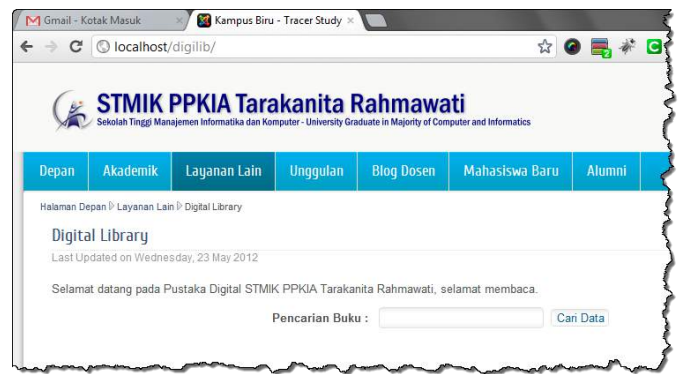 Gmail - Kotak Masuk
Kampus Biru - Tracer Study
localhost/digilib/
STMIK PPKIA Tarakanita Rahmawati
Sekolah Tinggi Manajemen Informatika dan Komputer - University Graduate in Majority of Computer and Informatics
Depan Akademik Layanan Lain Unggulan Blog Dosen Mahasiswa Baru Alumni
Halaman Depan Layanan Lain Digital Library
Digital Library
Last Updated on Wednesday, 23 May 2012
Selamat datang pada Pustaka Digital STMIK PPKIA Tarakanita Rahmawati, selamat membaca.
Pencarian Buku : Cari Data